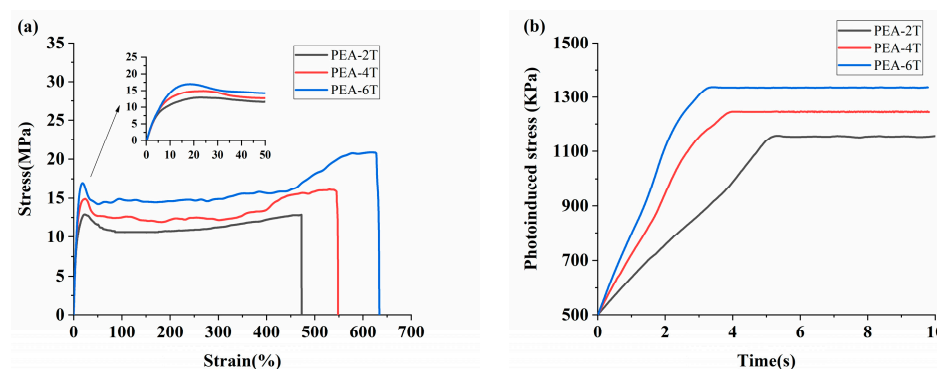 (a)
35
30
25
20
15
10
5
0
Stress(MPa)
0 100 200 300 400 500 600 700
Strain(%)
25
20
15
10
5
0
0 10 20 30 40 50
PEA-2T
PEA-4T
PEA-6T
(b)
1500
1300
1100
900
700
500
Photoinduced stress (KPa)
0 2 4 6 8 10
Time(s)
PEA-2T
PEA-4T
PEA-6T